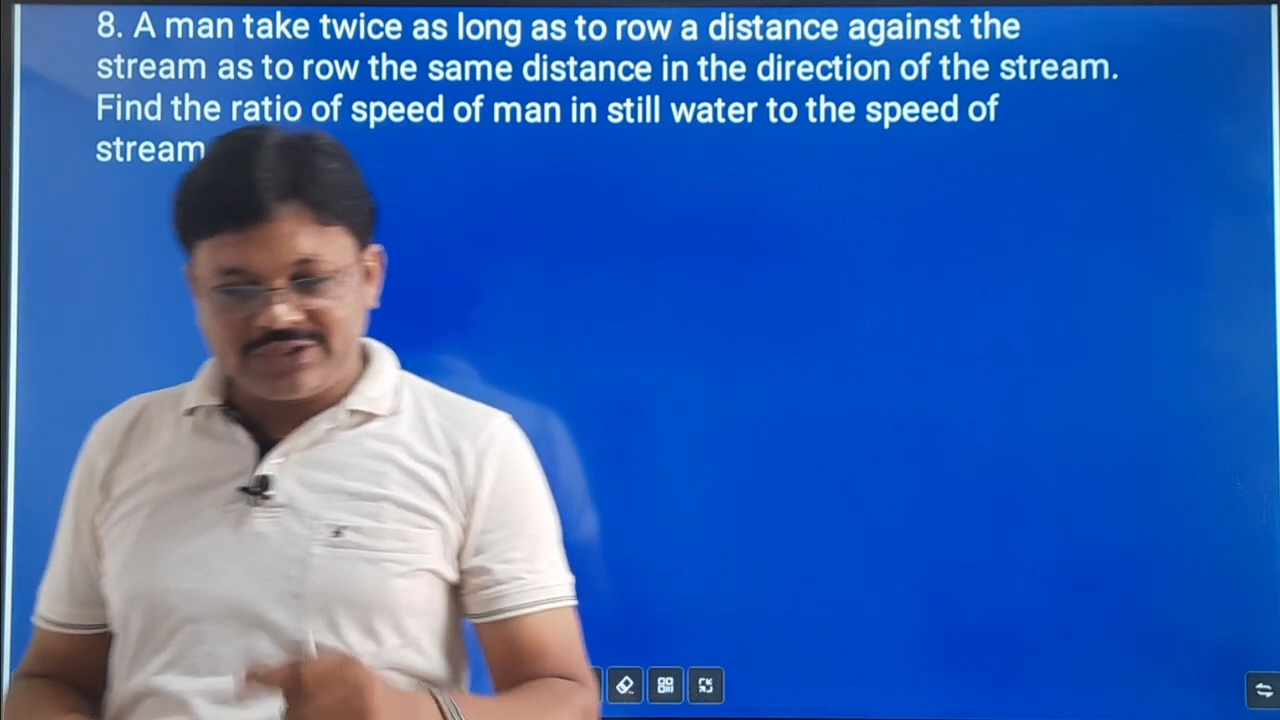 8. A man take twice as long as to row a distance against the
stream as to row the same distance in the direction of the stream.
Find the ratio of speed of man in still water to the speed of
stream